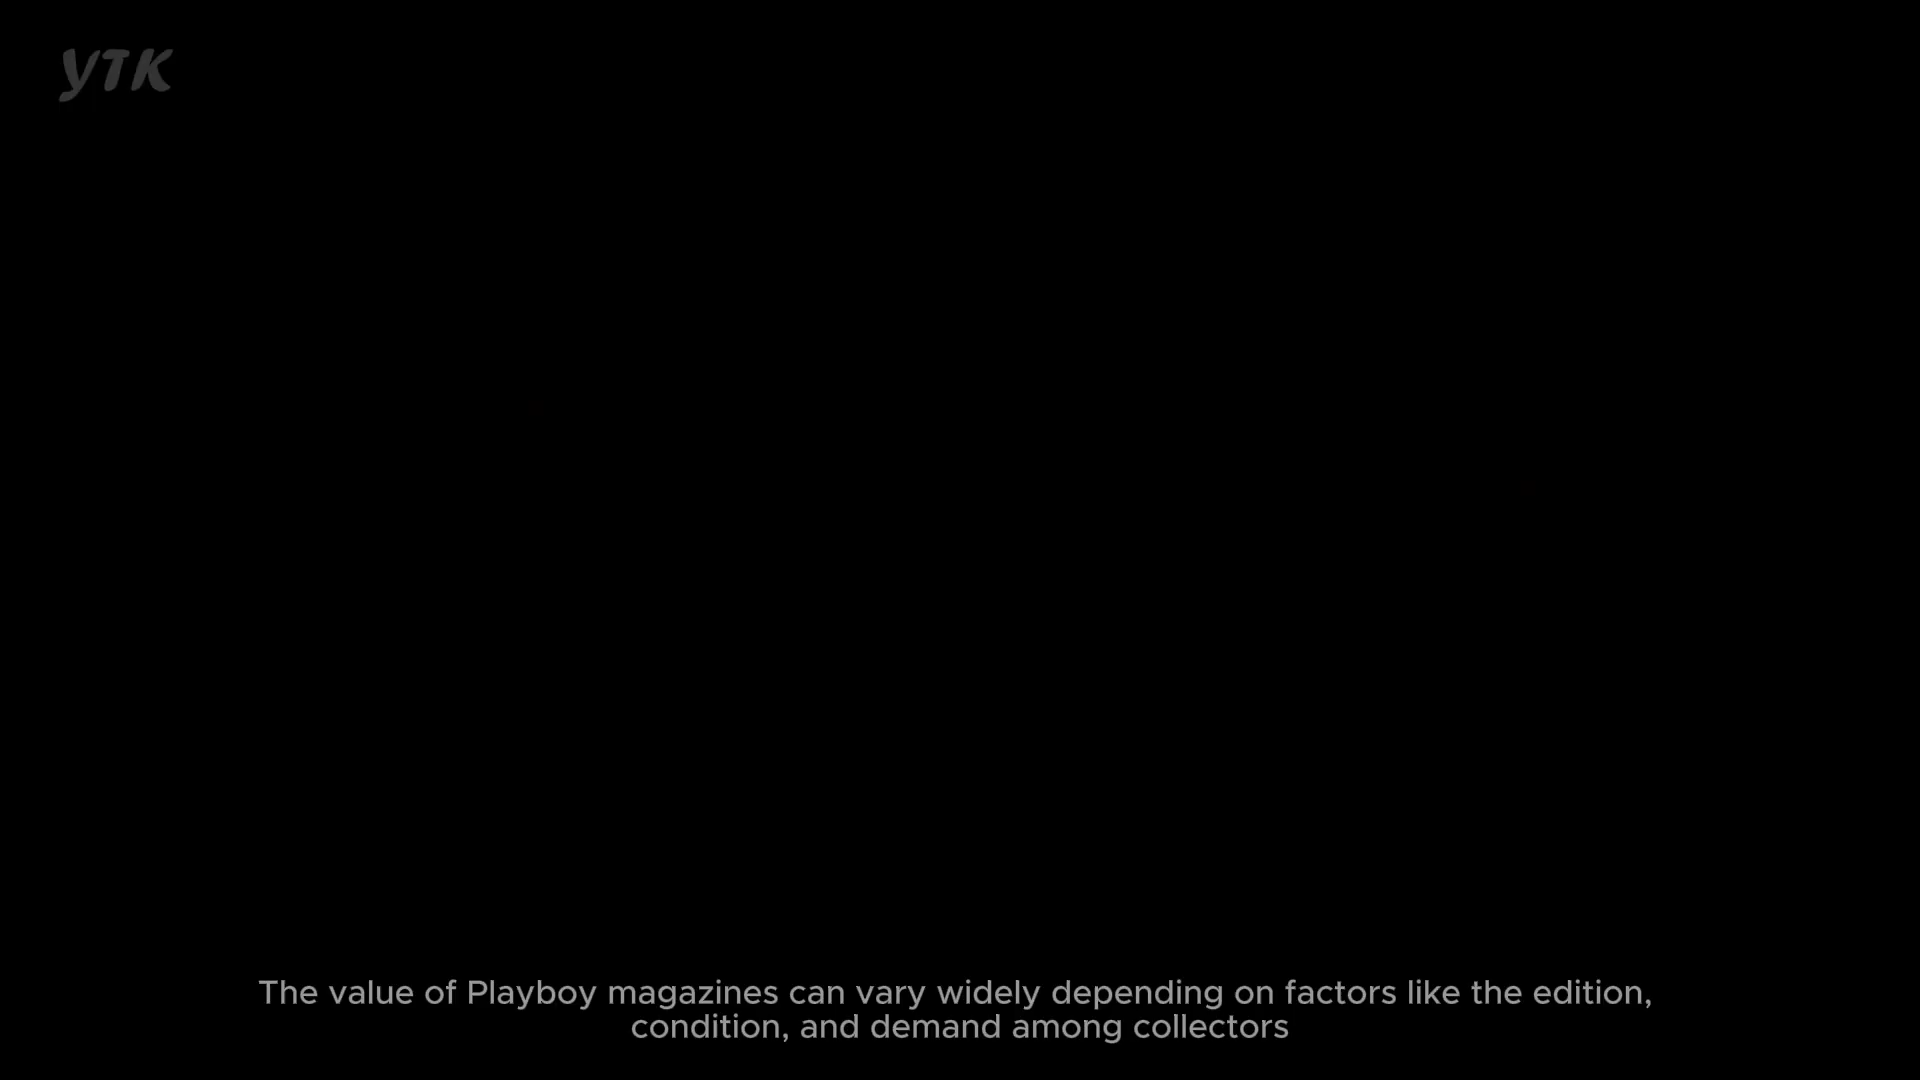 YTK
The value of Playboy magazines can vary widely depending on factors like the edition,
condition, and demand among collectors